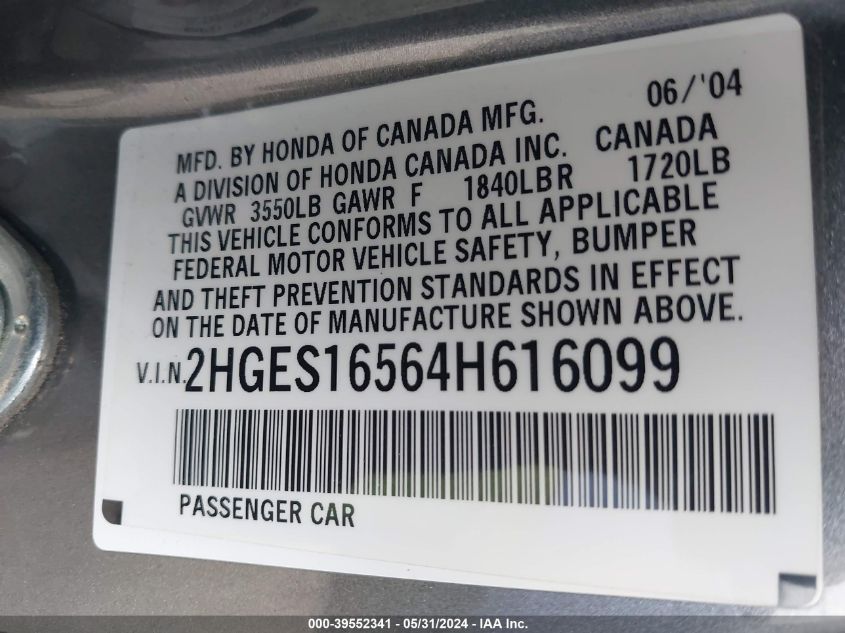 06/'04
MFD. BY HONDA OF CANADA MFG.
A DIVISION OF HONDA CANADA INC. CANADA
GVWR 3550LB GAWR F 1840LBR 1720LB
THIS VEHICLE CONFORMS TO ALL APPLICABLE
FEDERAL MOTOR VEHICLE SAFETY, BUMPER
AND THEFT PREVENTION STANDARDS IN EFFECT
ON THE DATE OF MANUFACTURE SHOWN ABOVE.
V.I.N. 2HGES16564H616099
PASSENGER CAR
000-39552341 - 05/31/2024 - IAA Inc.